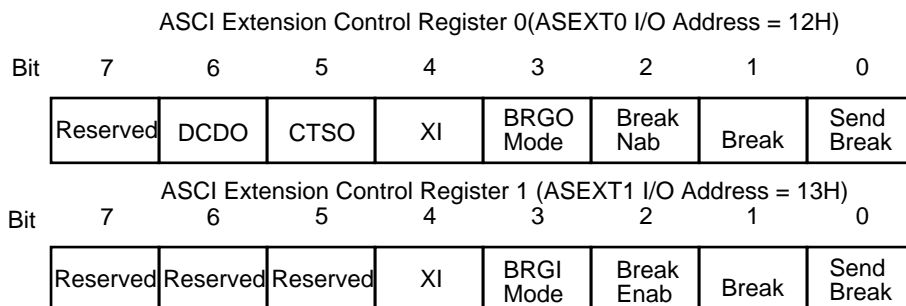 ASCI Extension Control Register 0(ASEXT0 I/O Address = 12H)
Bit 7 6 5 4 3 2 1 0
Reserved DCDO CTSO XI BRGO Mode Break Nab Break Send Break
ASCI Extension Control Register 1 (ASEXT1 I/O Address = 13H)
Bit 7 6 5 4 3 2 1 0
Reserved Reserved Reserved XI BRGI Mode Break Enab Break Send Break